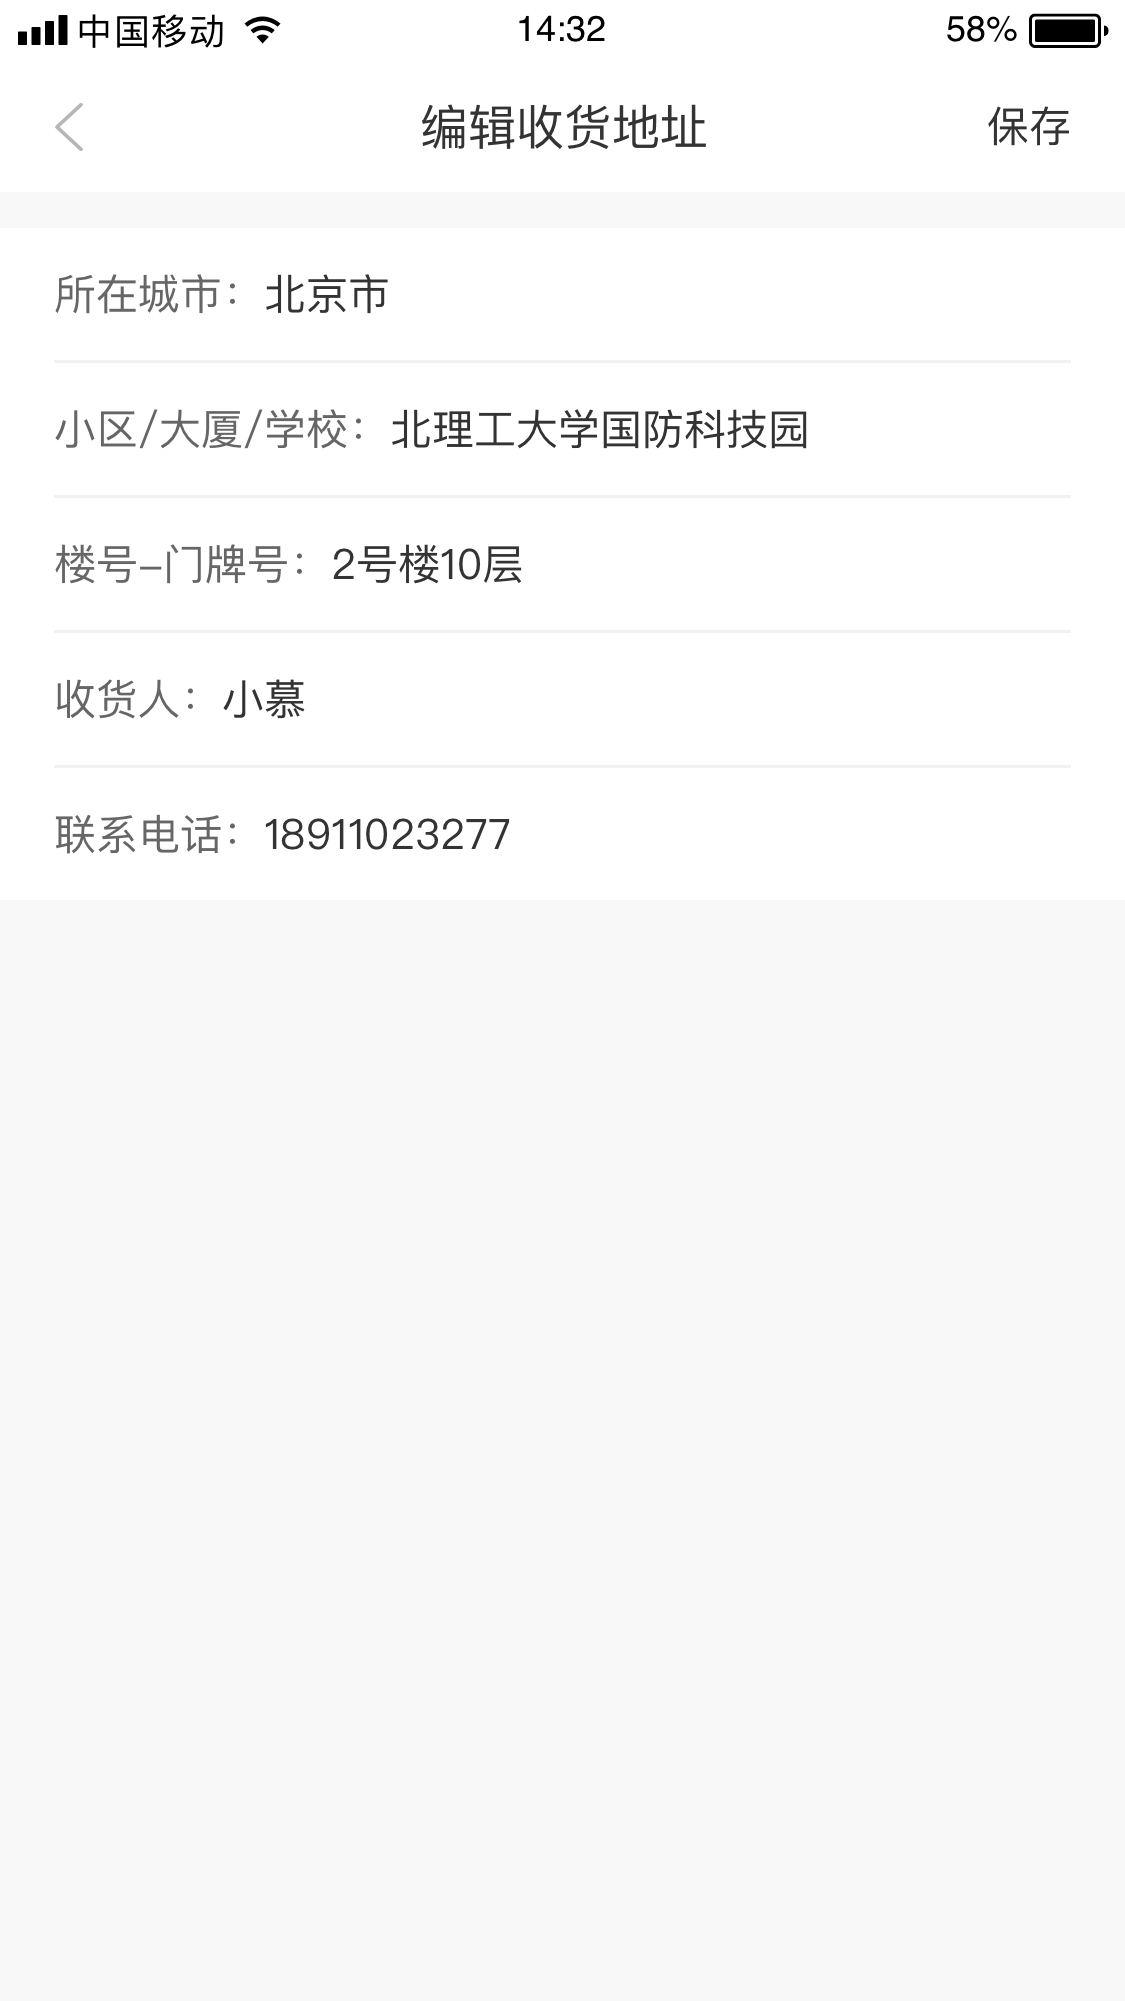 中国移动 14:32 58%
编辑收货地址 保存
所在城市：北京市
小区/大厦/学校：北理工大学国防科技园
楼号-门牌号：2号楼10层
收货人：小慕
联系电话：18911023277